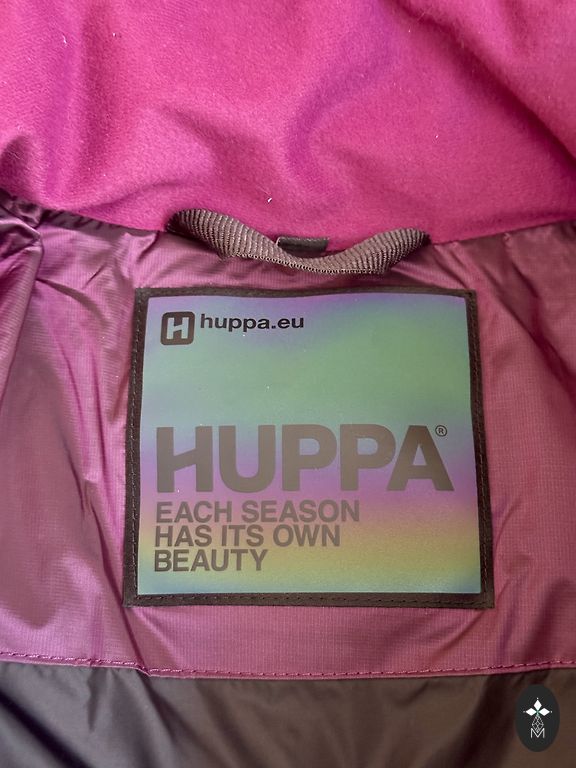 H huppa.eu
HUPPA®
EACH SEASON
HAS ITS OWN
BEAUTY
M